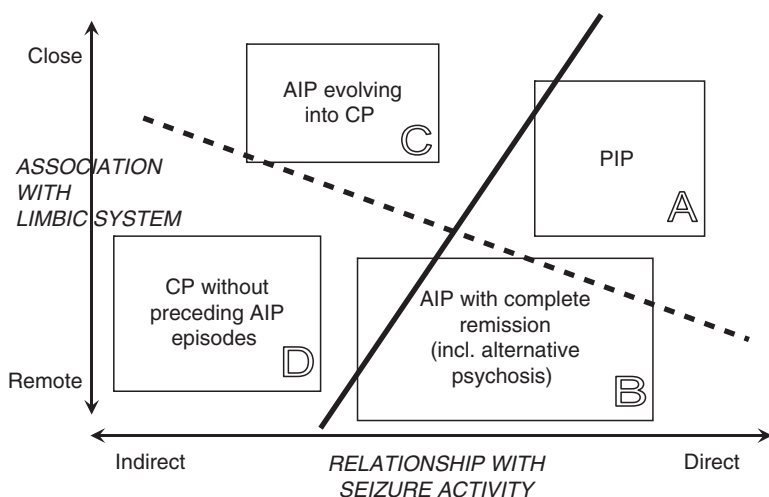 Close
AIP evolving
into CP
C
PIP
A
ASSOCIATION
WITH
LIMBIC SYSTEM
CP without
preceding AIP
episodes
D
AIP with complete
remission
(incl. alternative
psychosis)
B
Remote
Indirect
RELATIONSHIP WITH
SEIZURE ACTIVITY
Direct